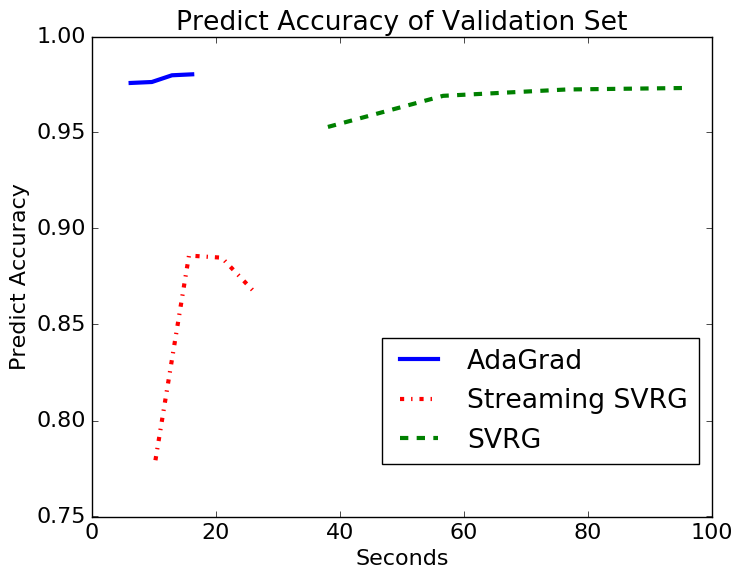 Predict Accuracy of Validation Set
1.00
0.95
0.90
0.85
0.80
0.75
Predict Accuracy
AdaGrad
Streaming SVRG
SVRG
0 20 40 60 80 100
Seconds